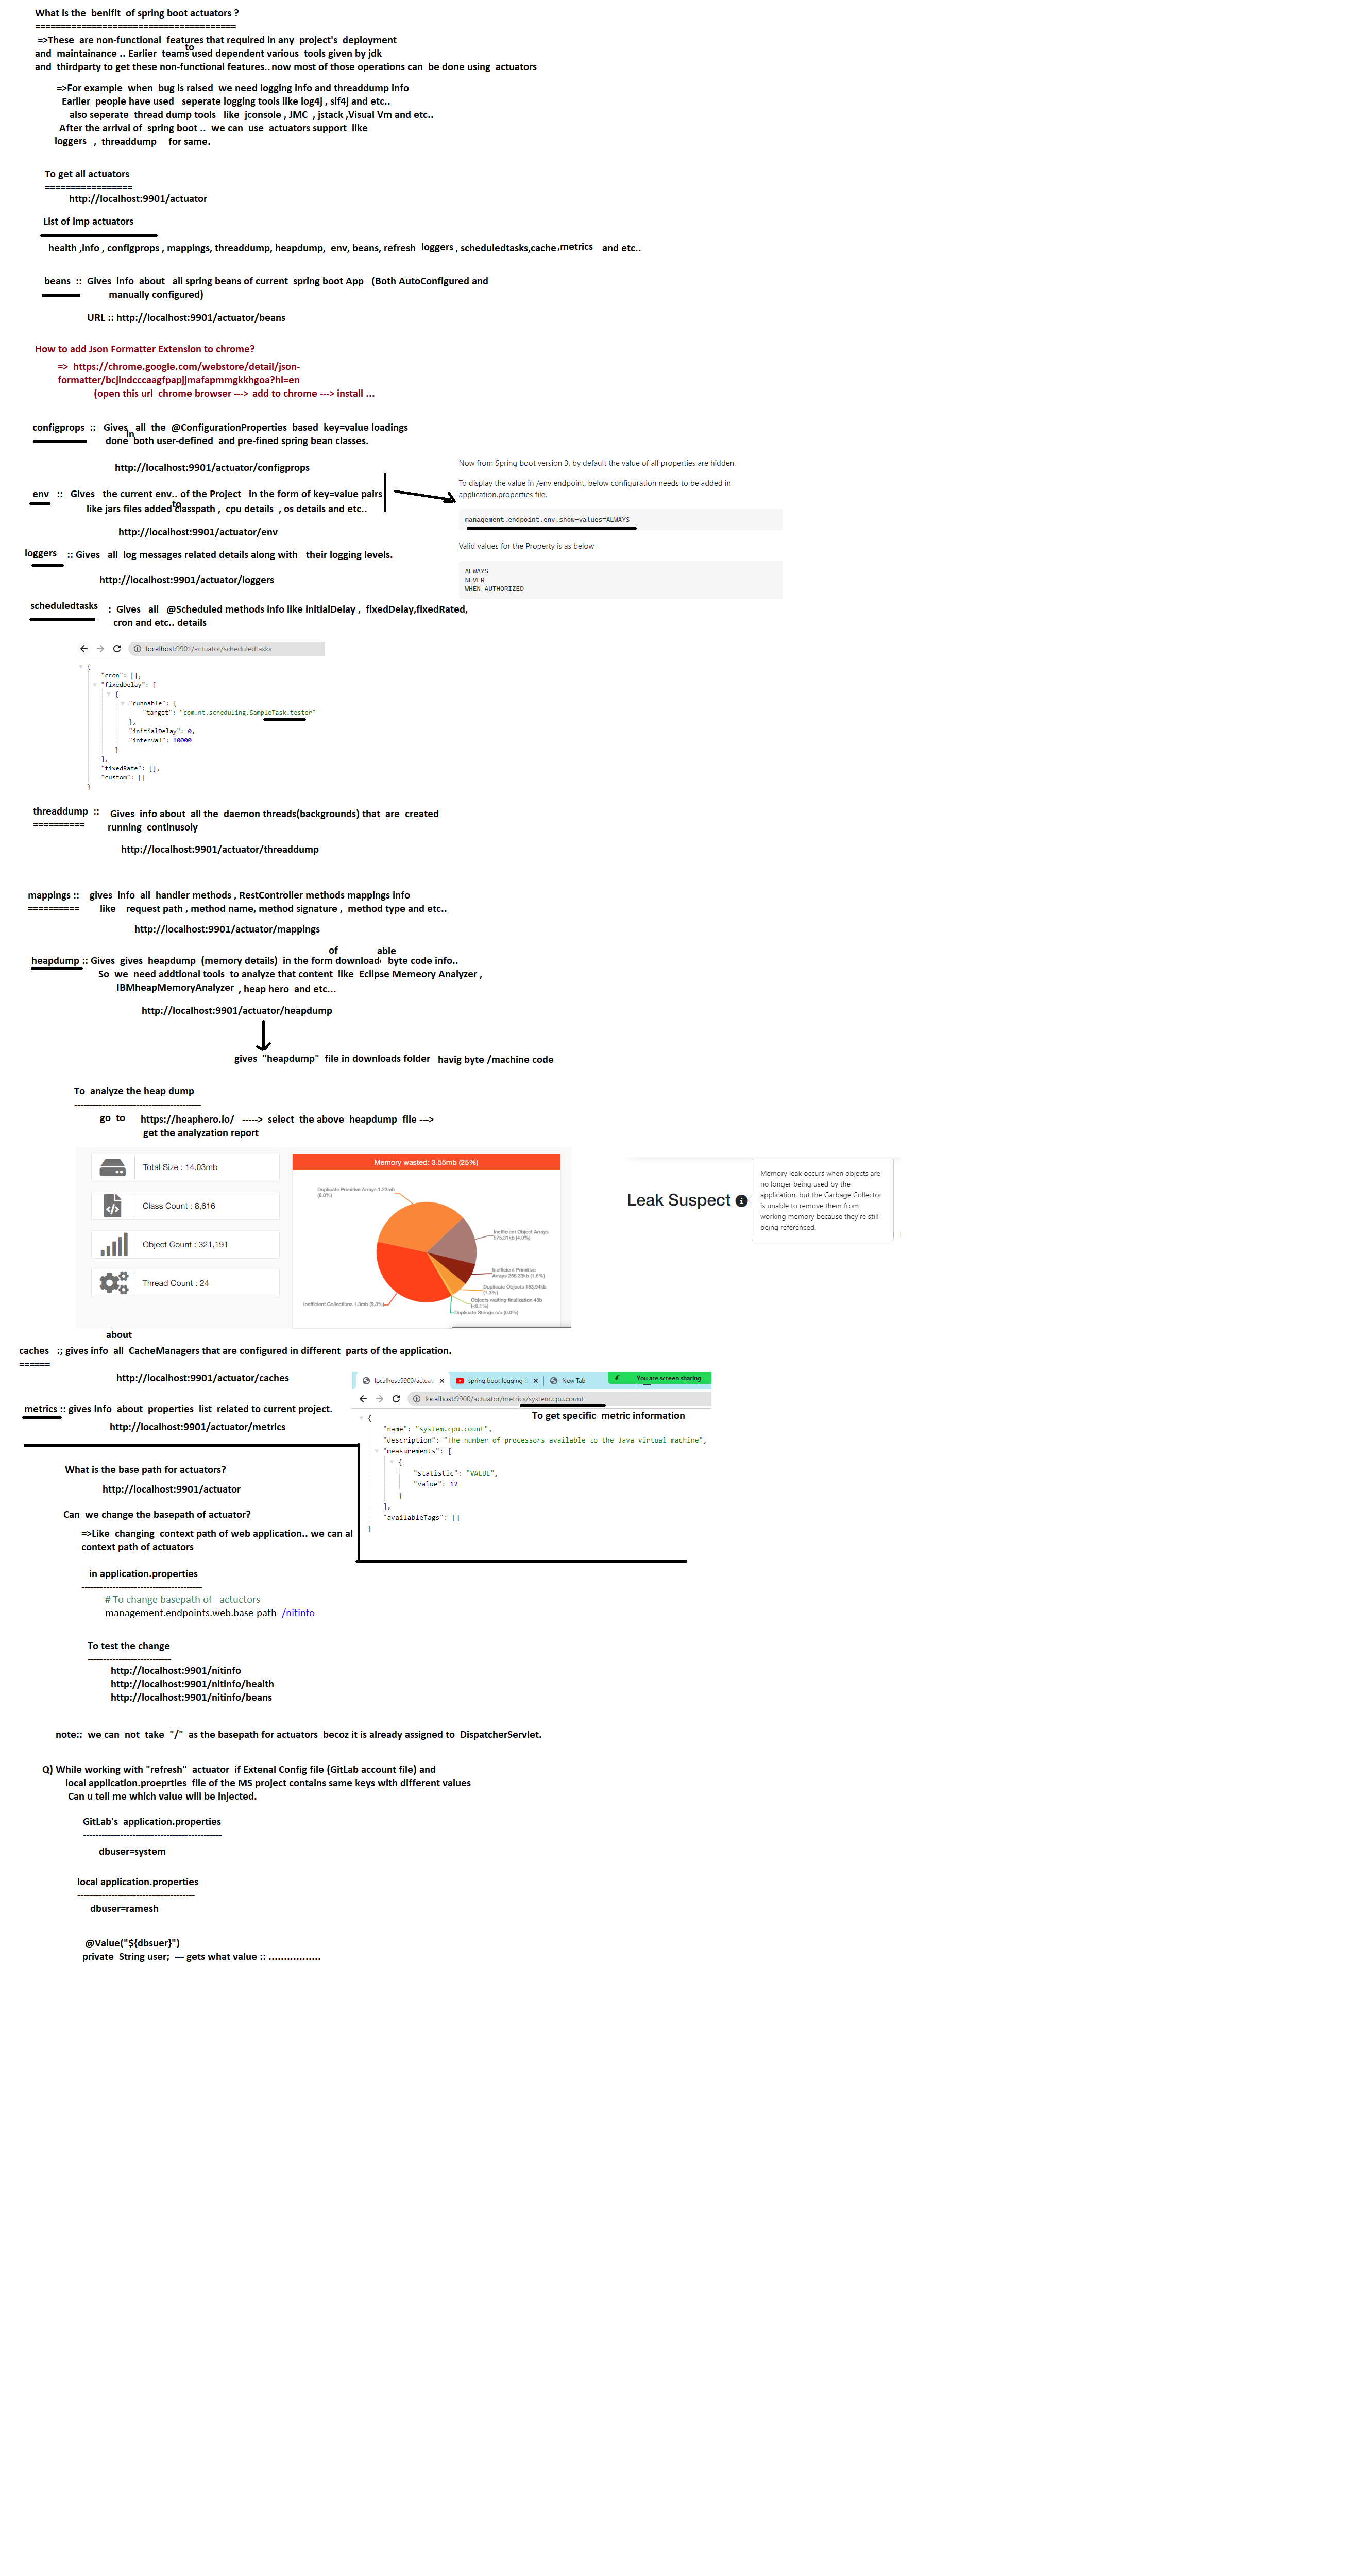 What is the benifit of spring boot actuators ?
=======================================
=>These are non-functional features that required in any project's deployment
to
and maintainance .. Earlier teams used dependent various tools given by jdk
and thirdparty to get these non-functional features.. now most of those operations can be done using actuators
=>For example when bug is raised we need logging info and threaddump info
Earlier people have used seperate logging tools like log4j , slf4j and etc..
also seperate thread dump tools like jconsole , JMC , jstack ,Visual Vm and etc..
After the arrival of spring boot .. we can use actuators support like
loggers , threaddump for same.
To get all actuators
=================
http://localhost:9901/actuator
List of imp actuators
health ,info , configprops , mappings, threaddump, heapdump, env, beans, refresh loggers , scheduledtasks,cache,metrics and etc..
beans :: Gives info about all spring beans of current spring boot App (Both AutoConfigured and
manually configured)
URL :: http://localhost:9901/actuator/beans
How to add Json Formatter Extension to chrome?
=> https://chrome.google.com/webstore/detail/json-
formatter/bcjindcccaagfpapjjmafapmmgkkhgoa?hl=en
(open this url chrome browser ---> add to chrome ---> install ...
configprops :: Gives all the @ConfigurationProperties based key=value loadings
in
done both user-defined and pre-fined spring bean classes.
http://localhost:9901/actuator/configprops
env :: Gives the current env.. of the Project in the form of key=value pairs
to
like jars files added classpath , cpu details , os details and etc..
http://localhost:9901/actuator/env
Now from Spring boot version 3, by default the value of all properties are hidden.
To display the value in /env endpoint, below configuration needs to be added in
application.properties file.
management.endpoint.env.show-values=ALWAYS
Valid values for the Property is as below
ALWAYS
NEVER
WHEN_AUTHORIZED
loggers :: Gives all log messages related details along with their logging levels.
http://localhost:9901/actuator/loggers
scheduledtasks : Gives all @Scheduled methods info like initialDelay , fixedDelay,fixedRated,
cron and etc.. details
localhost:9901/actuator/scheduledtasks
{
"cron": [],
"fixedDelay": [
{
"runnable": {
"target": "com.nt.scheduling.SampleTask.tester"
},
"initialDelay": 0,
"interval": 10000
}
],
"fixedRate": [],
"custom": []
}
threaddump :: Gives info about all the daemon threads(backgrounds) that are created
==========
running continusoly
http://localhost:9901/actuator/threaddump
mappings :: gives info all handler methods , RestController methods mappings info
==========
like request path , method name, method signature , method type and etc..
http://localhost:9901/actuator/mappings
of able
heapdump :: Gives gives heapdump (memory details) in the form download byte code info..
So we need addtional tools to analyze that content like Eclipse Memeory Analyzer ,
IBMheapMemoryAnalyzer , heap hero and etc...
http://localhost:9901/actuator/heapdump
gives "heapdump" file in downloads folder havig byte /machine code
To analyze the heap dump
------------------------------------------
go to https://heaphero.io/ -----> select the above heapdump file --->
get the analyzation report
Total Size : 14.03mb
Class Count : 8,616
Object Count : 321,191
Thread Count : 24
Memory wasted: 3.55mb (25%)
Duplicate Primitive Arrays 1.23mb
(8.8%)
Inefficient Object Arrays
575.31kb (4.0%)
Inefficient Primitive
Duplicate Objects 183.94kb
(1.3%)
Objects waiting finalization 48b
(<0.1%)
Duplicate Strings n/a (0.0%)
Inefficient Collections 1.3mb (9.3%)
Leak Suspect
Memory leak occurs when objects are
no longer being used by the
application. but the Garbage Collector
is unable to remove them from
working memory because they're still
being referenced.
about
caches :; gives info all CacheManagers that are configured in different parts of the application.
======
http://localhost:9901/actuator/caches
metrics :: gives Info about properties list related to current project.
http://localhost:9901/actuator/metrics
localhost:9900/actuat
spring boot logging
New Tab
You are screen sharing
localhost:9900/actuator/metrics/system.cpu.count
To get specific metric information
{
"name": "system.cpu.count",
"description": "The number of processors available to the Java virtual machine",
"measurements": [
{
"statistic": "VALUE",
"value": 12
}
],
"availableTags": []
}
What is the base path for actuators?
http://localhost:9901/actuator
Can we change the basepath of actuator?
=>Like changing context path of web application.. we can al
context path of actuators
in application.properties
----------------------------------------
# To change basepath of actuctors
management.endpoints.web.base-path=/nitinfo
To test the change
----------------------------
http://localhost:9901/nitinfo
http://localhost:9901/nitinfo/health
http://localhost:9901/nitinfo/beans
note:: we can not take "/" as the basepath for actuators becoz it is already assigned to DispatcherServlet.
Q) While working with "refresh" actuator if Extenal Config file (GitLab account file) and
local application.proeprties file of the MS project contains same keys with different values
Can u tell me which value will be injected.
GitLab's application.properties
----------------------------------------------
dbuser=system
local application.properties
---------------------------------------
dbuser=ramesh
@Value("${dbsuer}")
private String user; --- gets what value :: .................